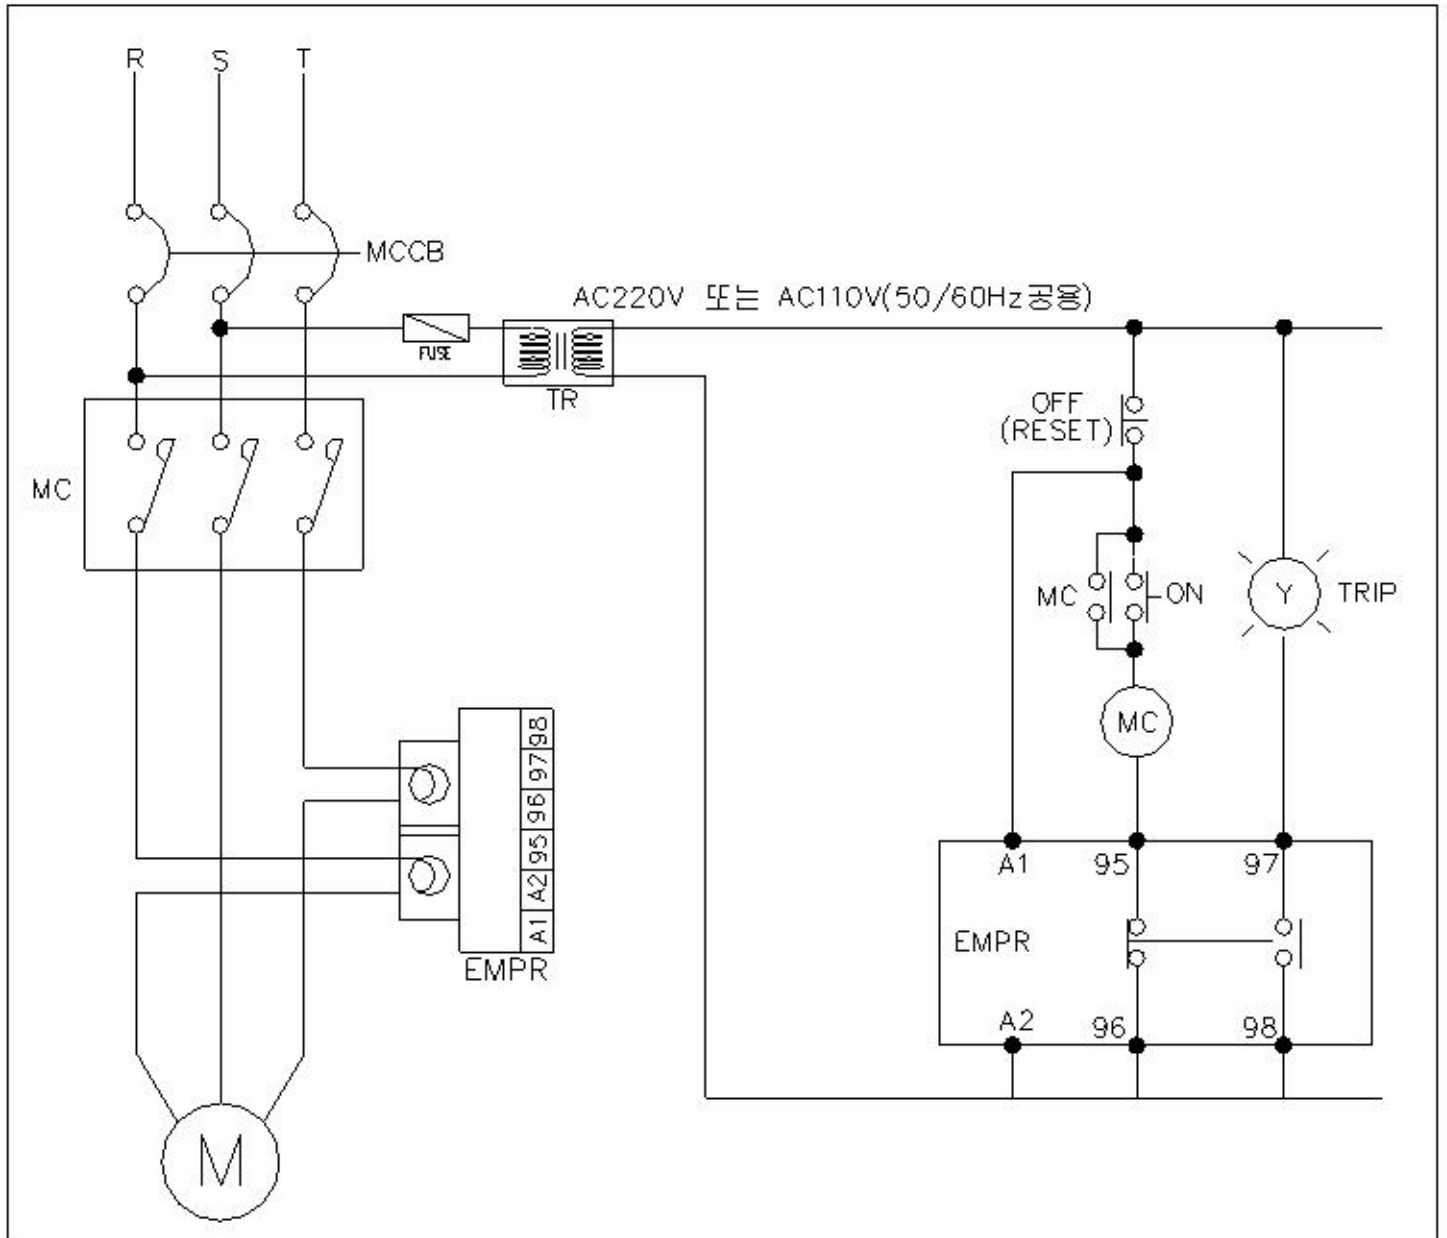 R S T
MCCB
AC220V 또는 AC110V(50/60Hz공용)
FUSE
TR
OFF
(RESET)
MC
MC
ON
Y
TRIP
MC
98
97
96
95
A2
A1
EMPR
A1
95
97
EMPR
A2
96
98
M